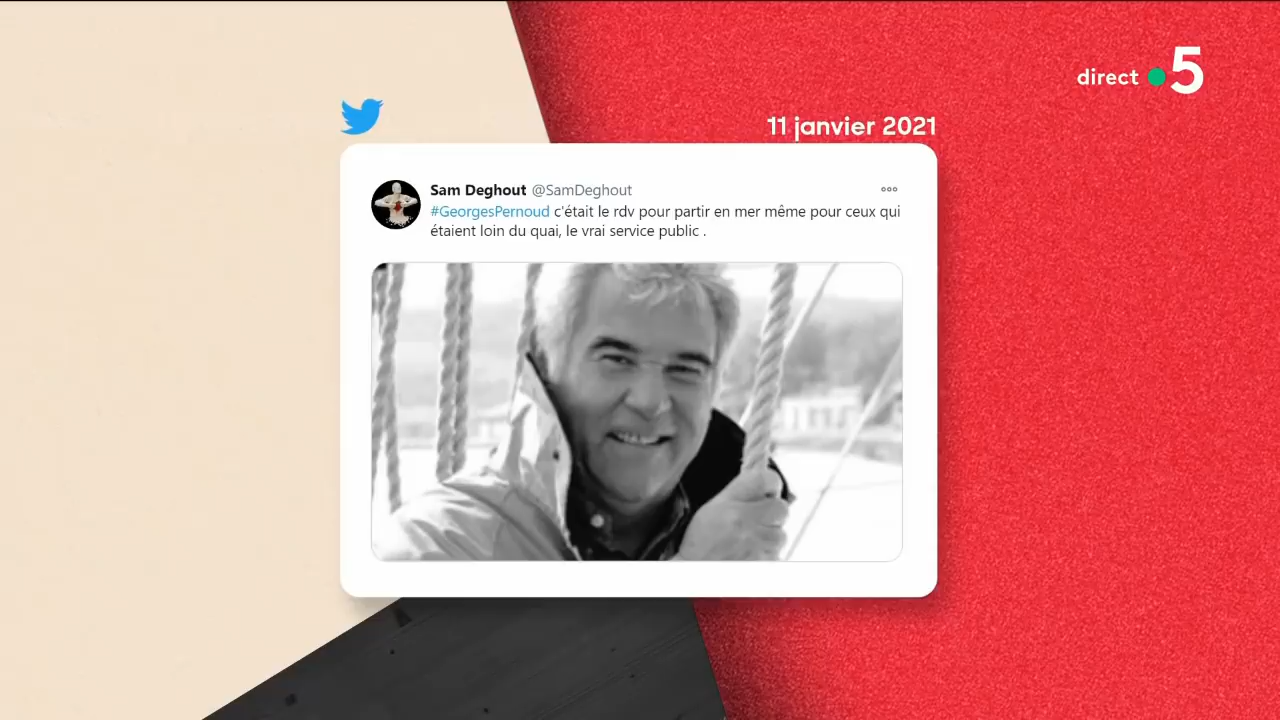 direct 5
11 janvier 2021
Sam Deghout @SamDeghout
#GeorgesPernoud c'était le rdv pour partir en mer même pour ceux qui
étaient loin du quai, le vrai service public .